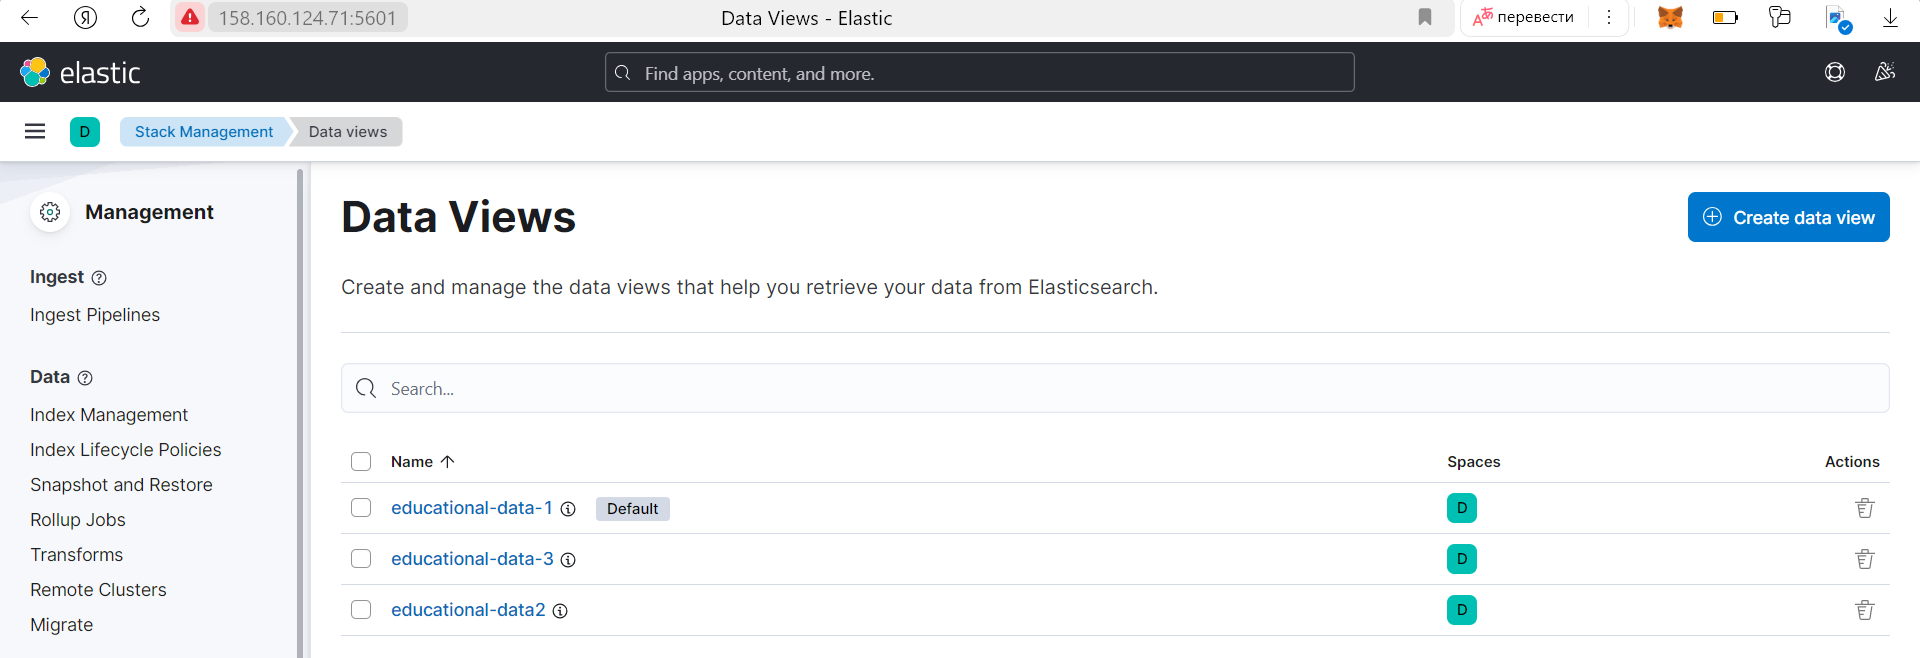 Я
158.160.124.71:5601
Data Views - Elastic
перевести
elastic
Find apps, content, and more.
D
Stack Management
Data views
Management
Ingest
Ingest Pipelines
Data
Index Management
Index Lifecycle Policies
Snapshot and Restore
Rollup Jobs
Transforms
Remote Clusters
Migrate
Data Views
Create data view
Create and manage the data views that help you retrieve your data from Elasticsearch.
Search...
Name Spaces Actions
educational-data-1 Default D
educational-data-3 D
educational-data2 D